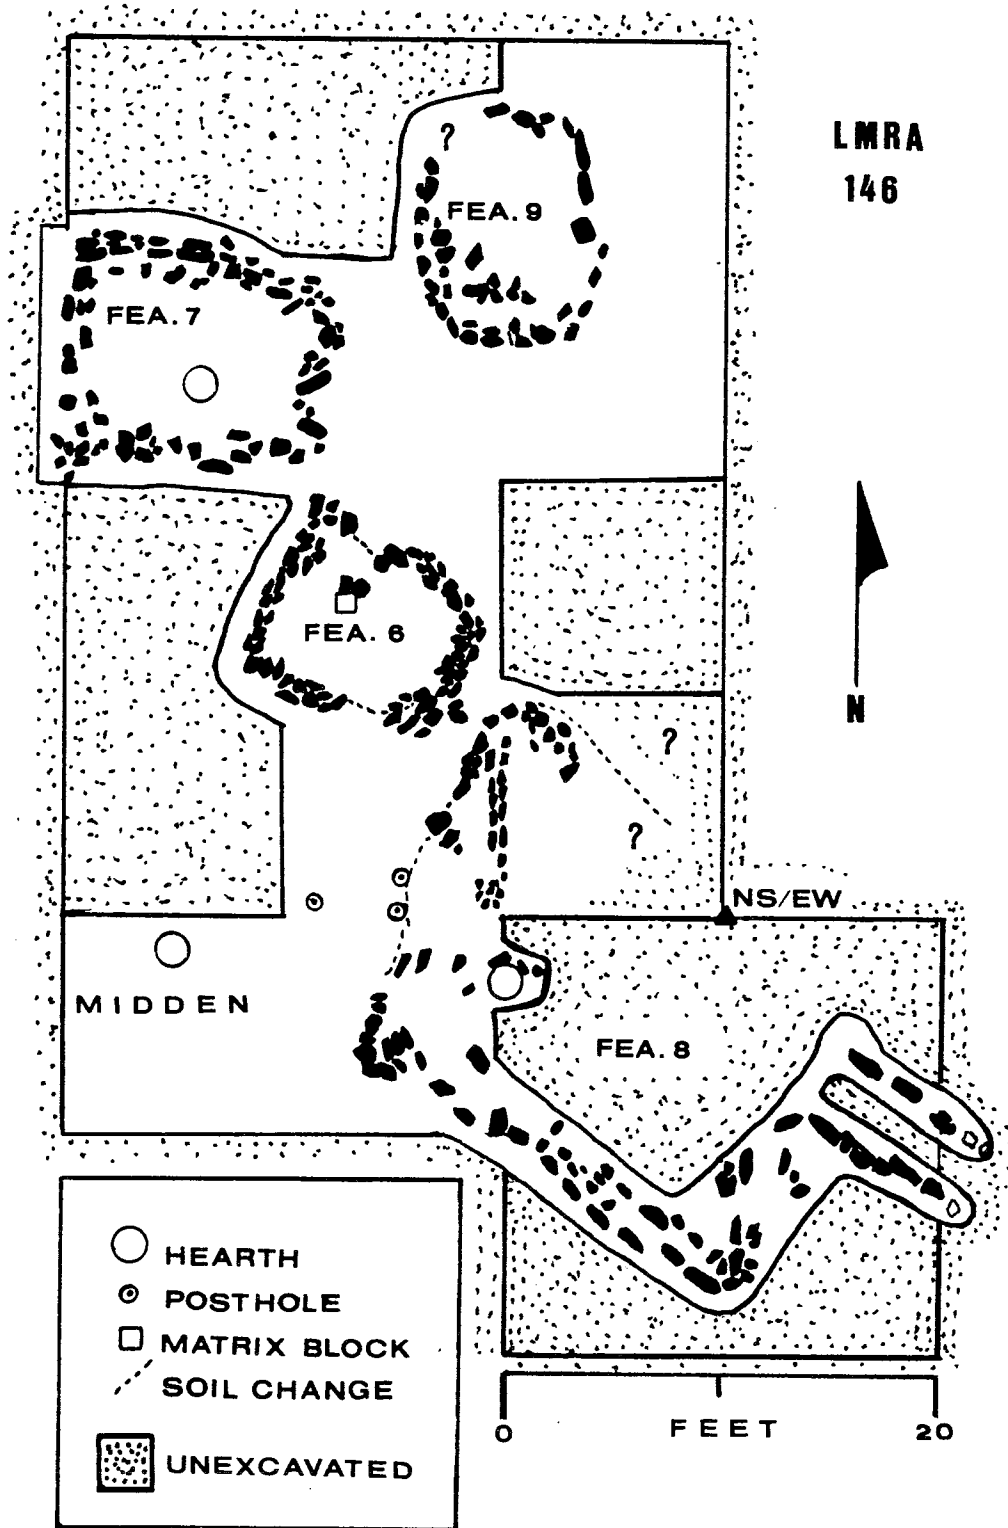 LMRA
146
?
FEA. 9
FEA. 7
FEA. 6
N
?
?
NS/EW
MIDDEN
FEA. 8
HEARTH
POSTHOLE
MATRIX BLOCK
SOIL CHANGE
UNEXCAVATED
0 FEET 20